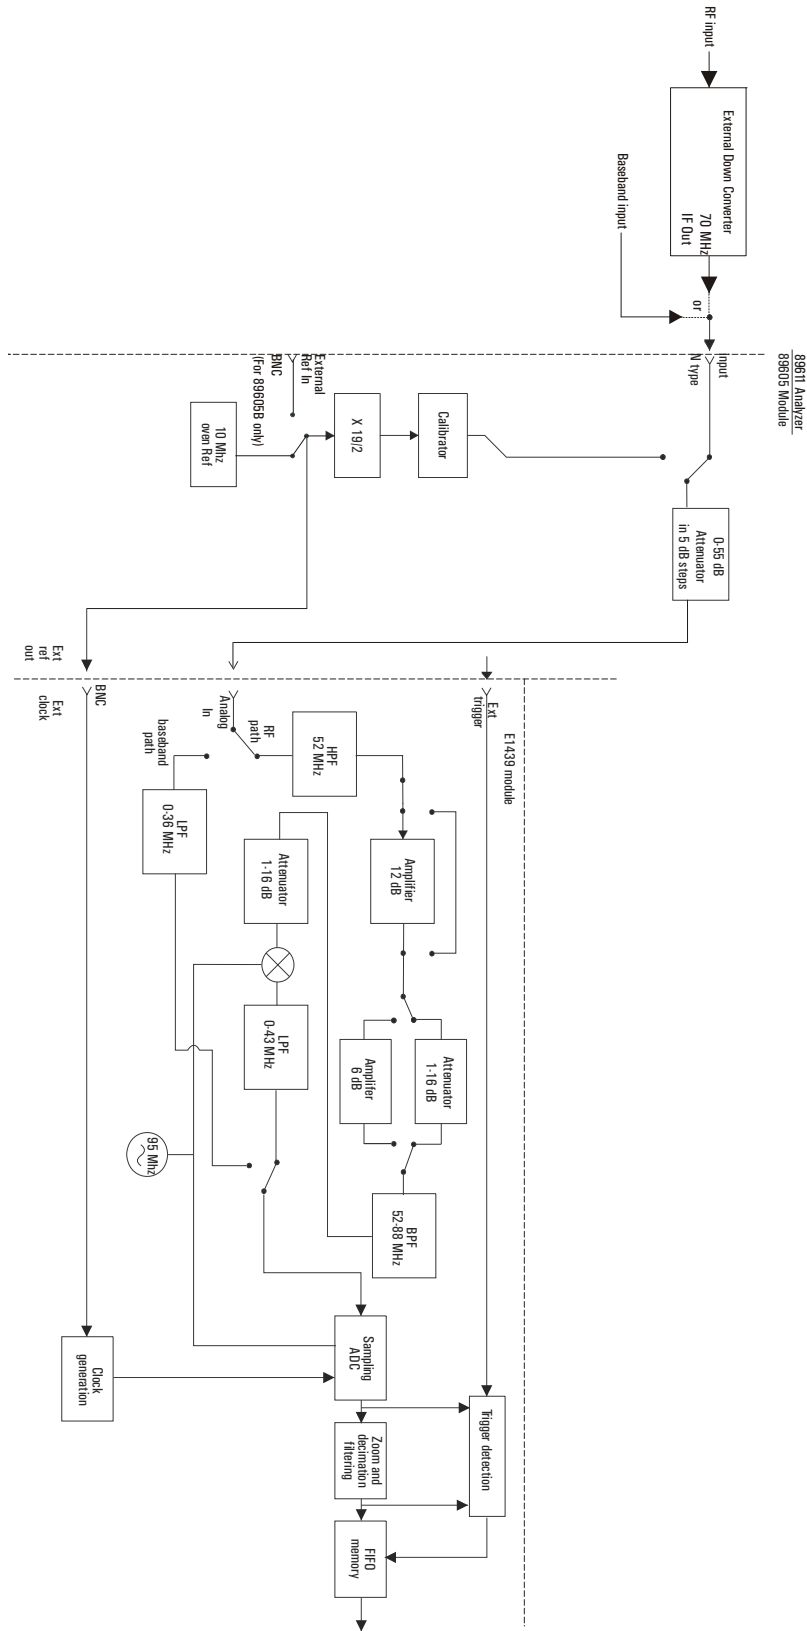 RF input
External Down Converter
70 MHz
IF Out
Baseband input
or
89611 Analyzer
89605 Module
Input
N type
External
Ref In
BNC
(For 89605B only)
10 Mhz
oven Ref
X 19/2
Calibrator
0-55 dB
Attenuator
in 5 dB steps
Ext
ref
out
BNC
Ext
clock
Analog
In
Ext
trigger
E1439 module
RF
path
baseband
path
HPF
52 MHz
LPF
0-36 MHz
Amplifier
12 dB
Attenuator
1-16 dB
LPF
0-43 MHz
Attenuator
1-16 dB
Amplifer
6 dB
BPF
52-88 MHz
95 Mhz
Sampling
ADC
Clock
generation
Trigger detection
Zoom and
decimation
filtering
FIFO
memory